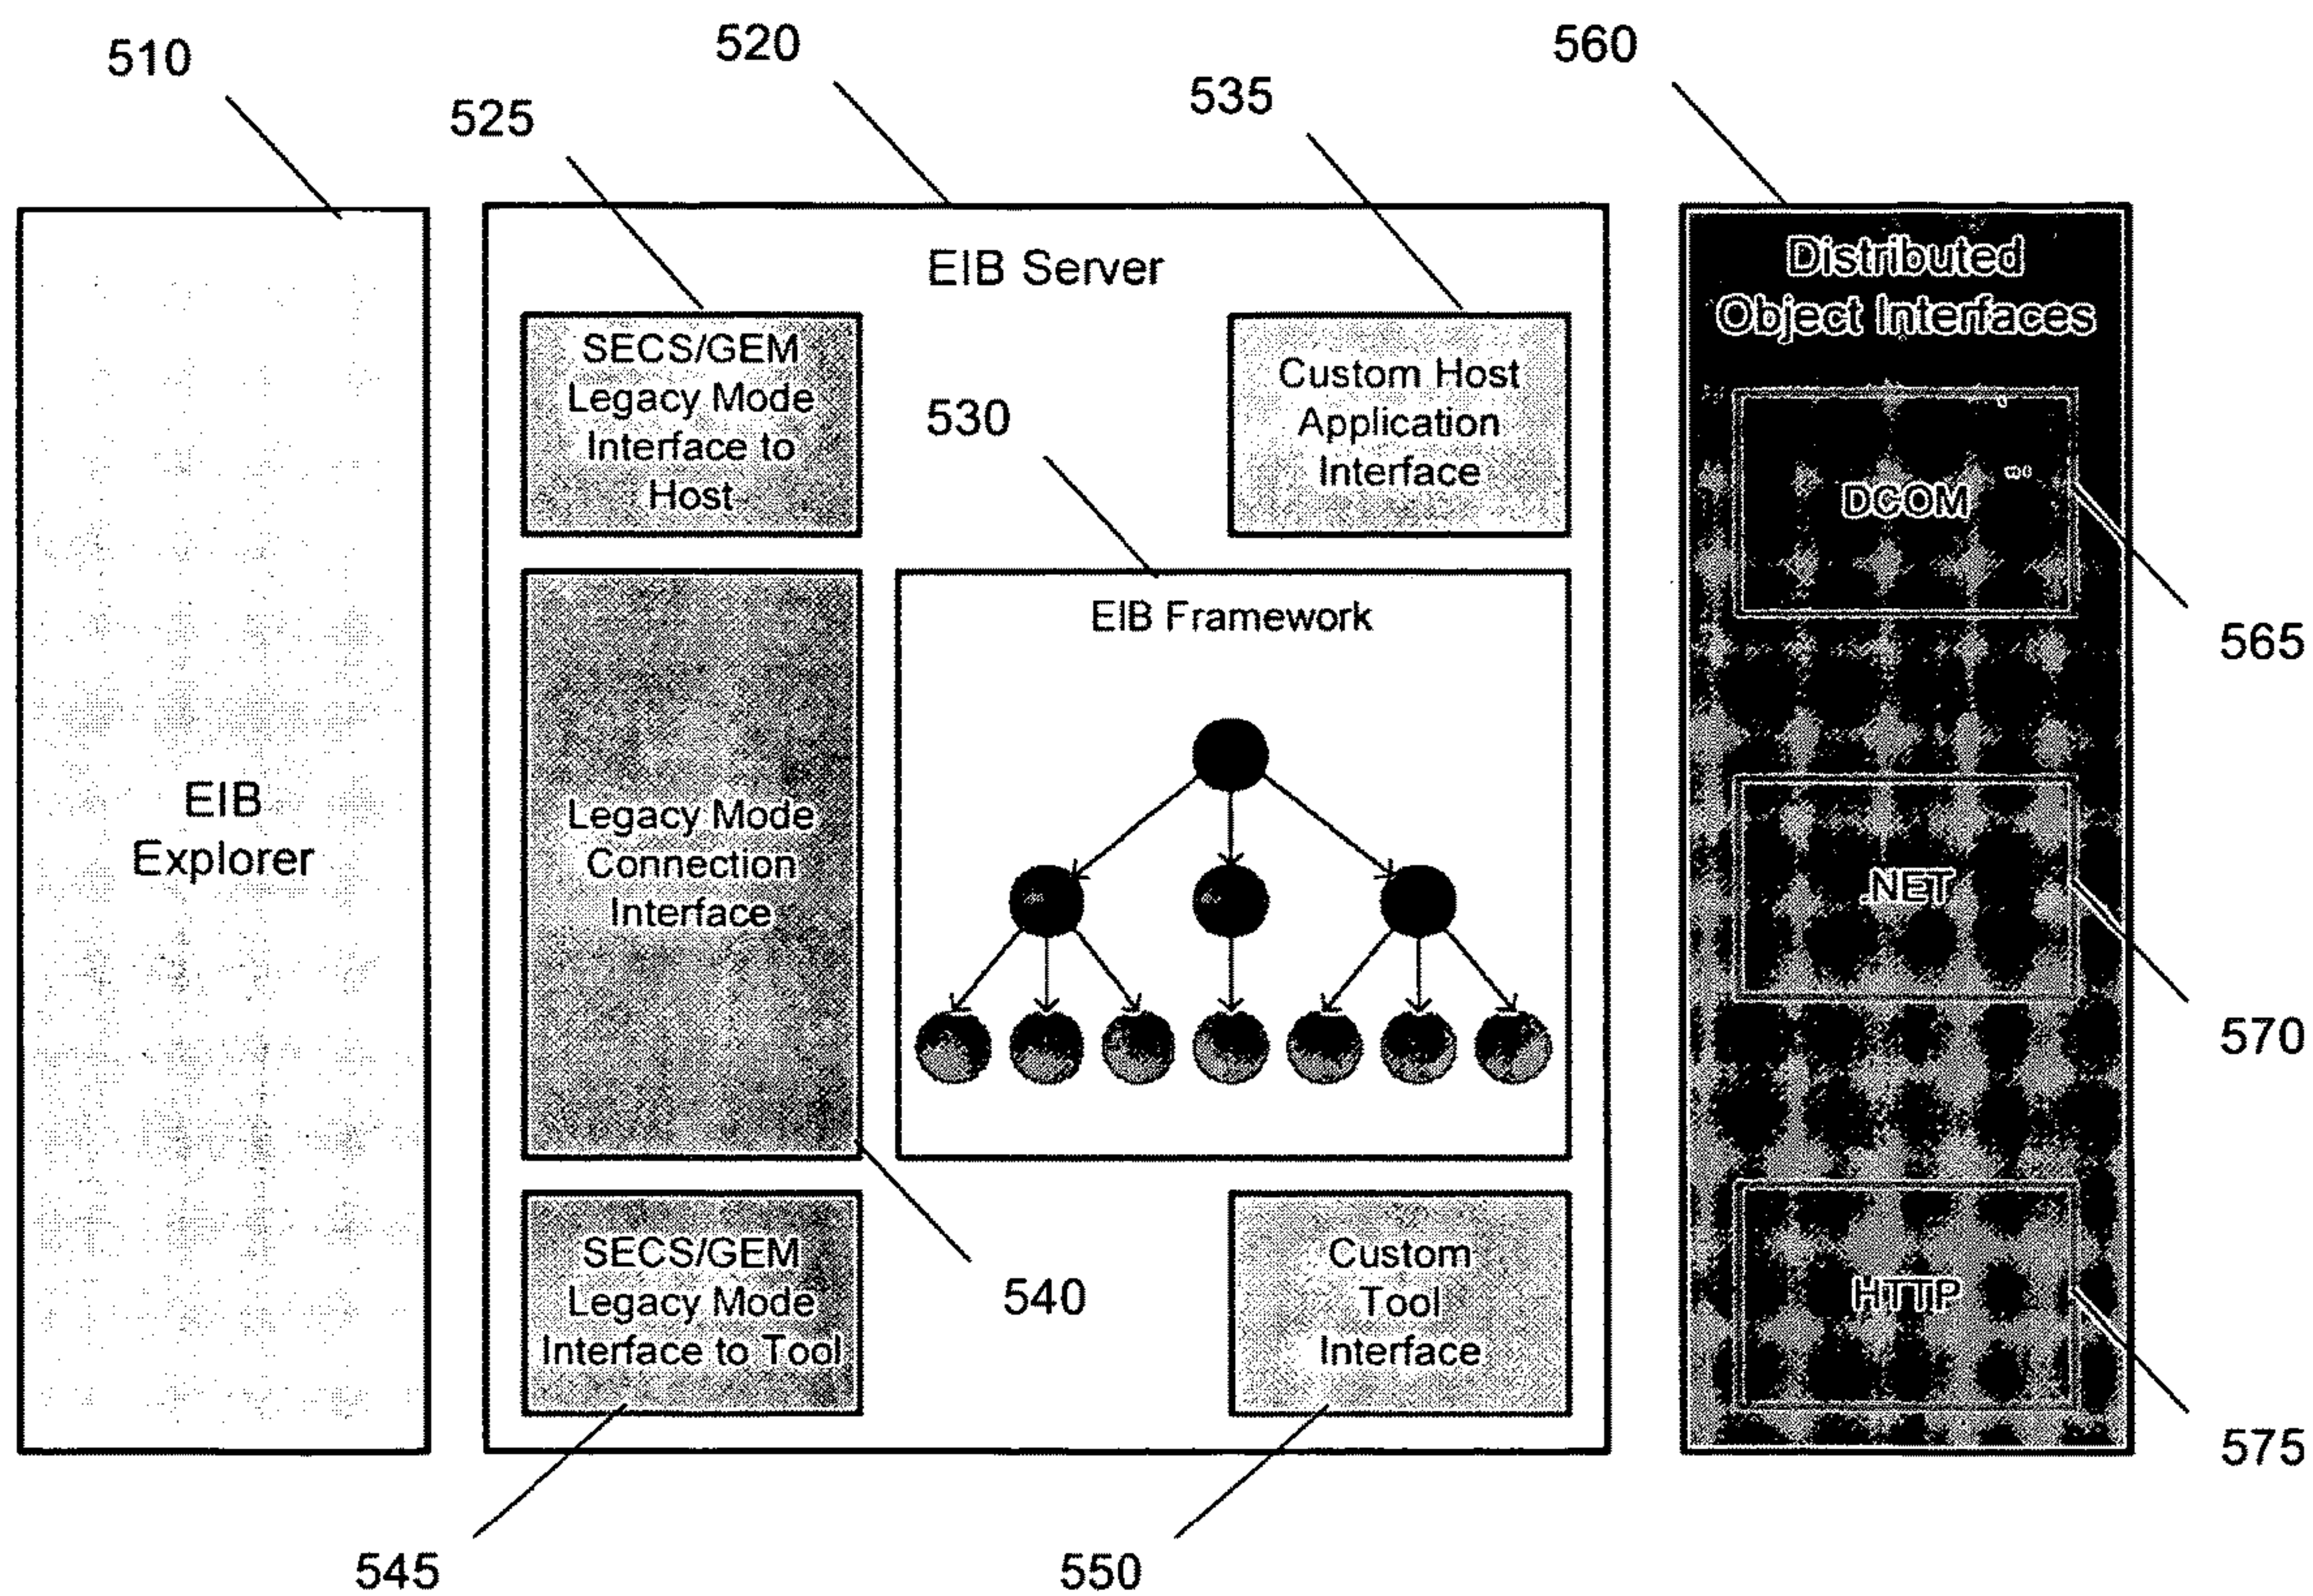 510
520
560
525
535
EIB Server
Distributed
Object Interfaces
SECS/GEM
Legacy Mode
Interface to
Host
530
Custom Host
Application
Interface
DCOM
565
EIB Framework
EIB
Explorer
Legacy Mode
Connection
Interface
.NET
570
SECS/GEM
Legacy Mode
Interface to Tool
540
Custom
Tool
Interface
HTTP
575
545
550